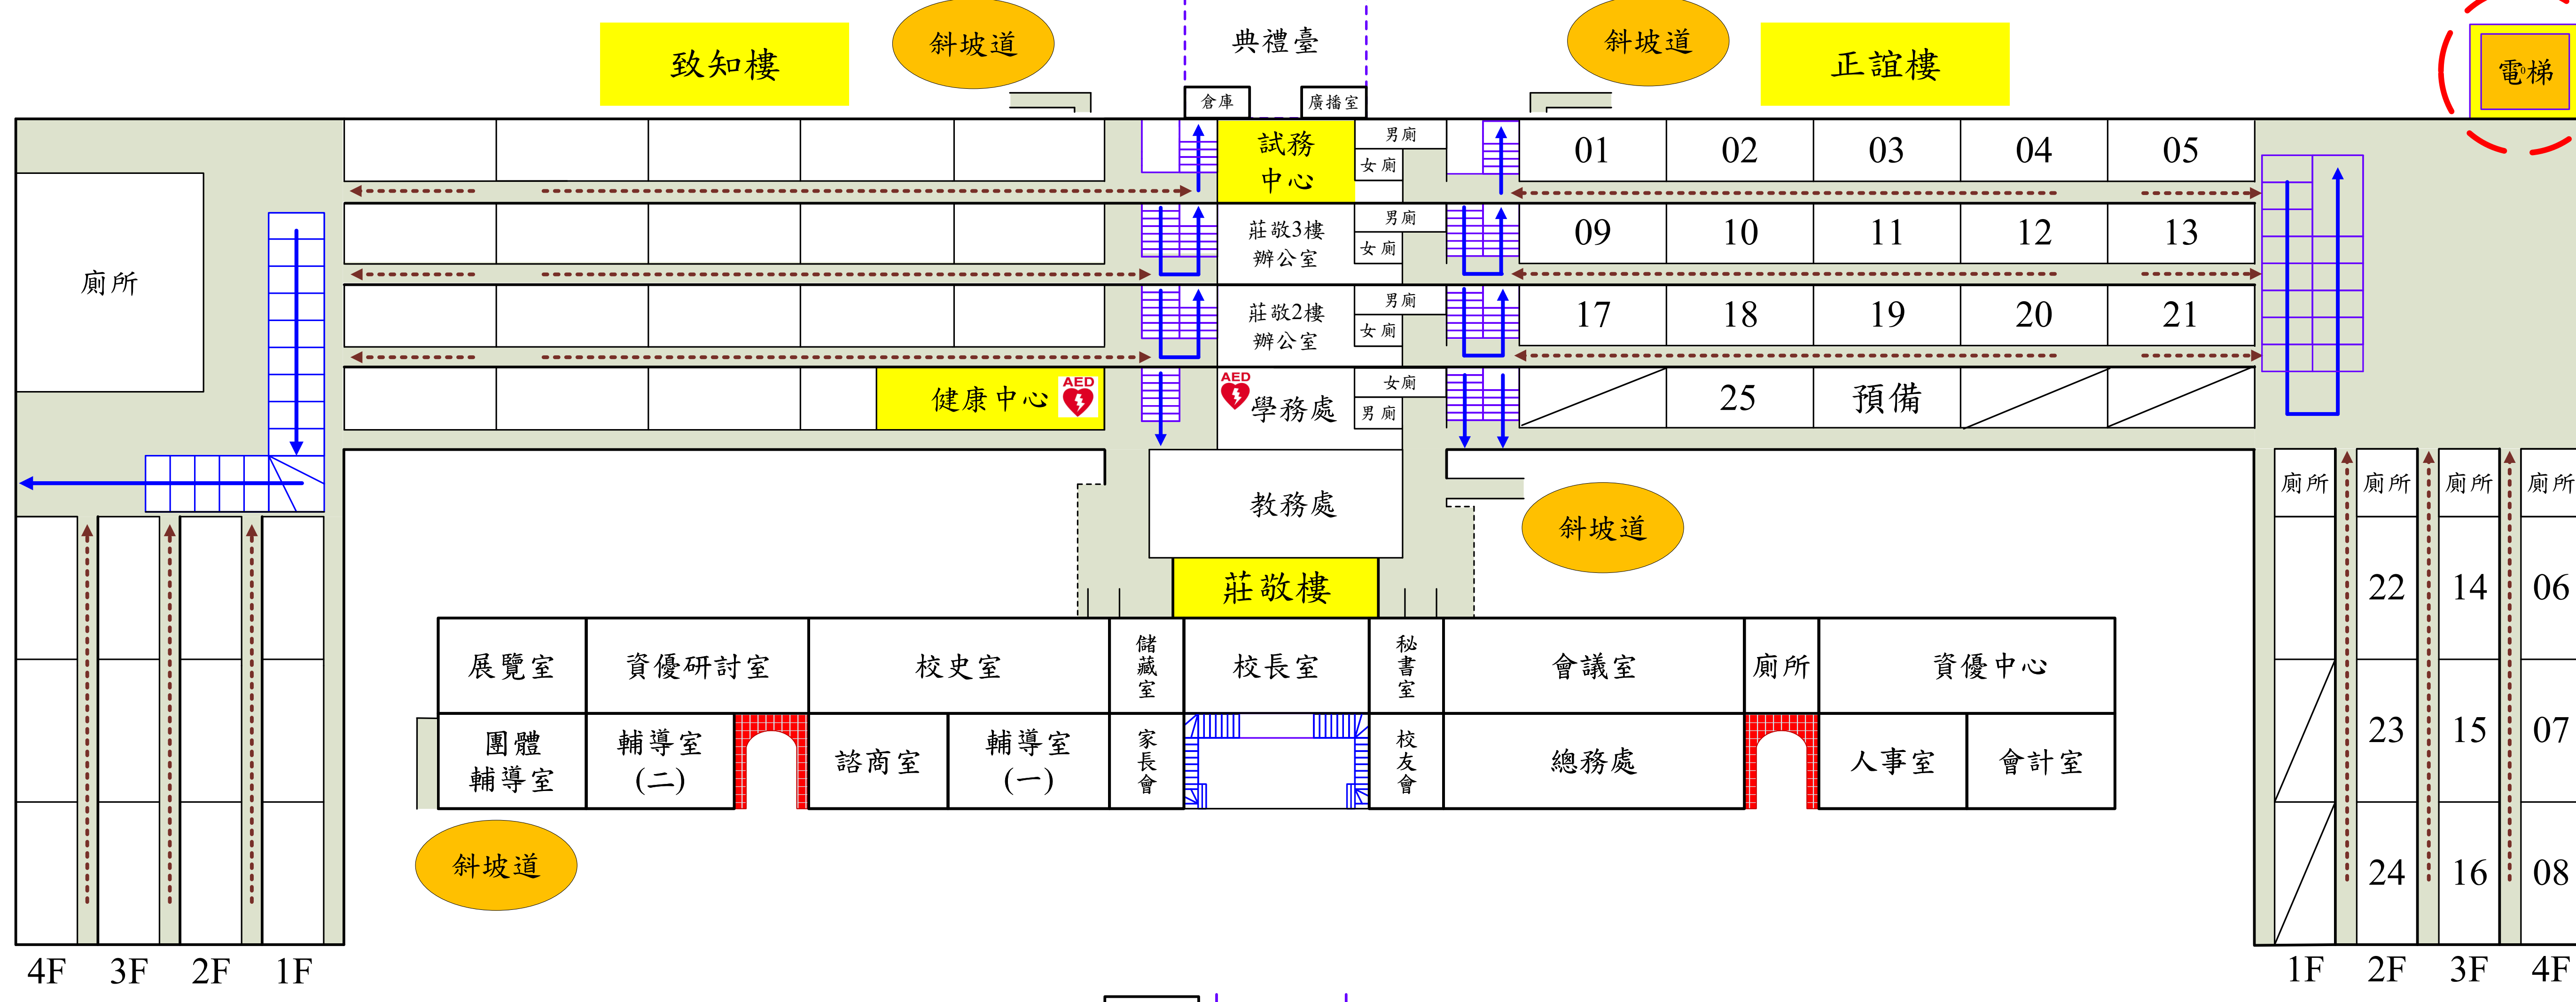 致知樓
斜坡道
典禮臺
斜坡道
正誼樓
電梯
倉庫
廣播室
試務
中心
男廁
女廁
01
02
03
04
05
廁所
莊敬3樓
辦公室
男廁
女廁
09
10
11
12
13
莊敬2樓
辦公室
男廁
女廁
17
18
19
20
21
健康中心
AED
AED
學務處
女廁
男廁
25
預備
教務處
斜坡道
廁所
廁所
廁所
廁所
莊敬樓
22
14
06
展覽室
資優研討室
校史室
儲藏室
校長室
秘書室
會議室
廁所
資優中心
團體
輔導室
輔導室
(二)
諮商室
輔導室
(一)
家長會
校友會
總務處
人事室
會計室
23
15
07
斜坡道
24
16
08
4F
3F
2F
1F
1F
2F
3F
4F